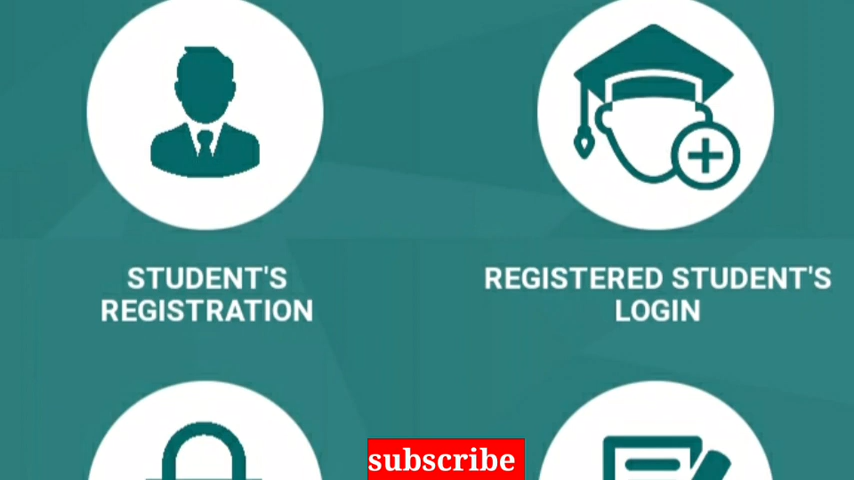 STUDENT'S
REGISTRATION
REGISTERED STUDENT'S
LOGIN
subscribe